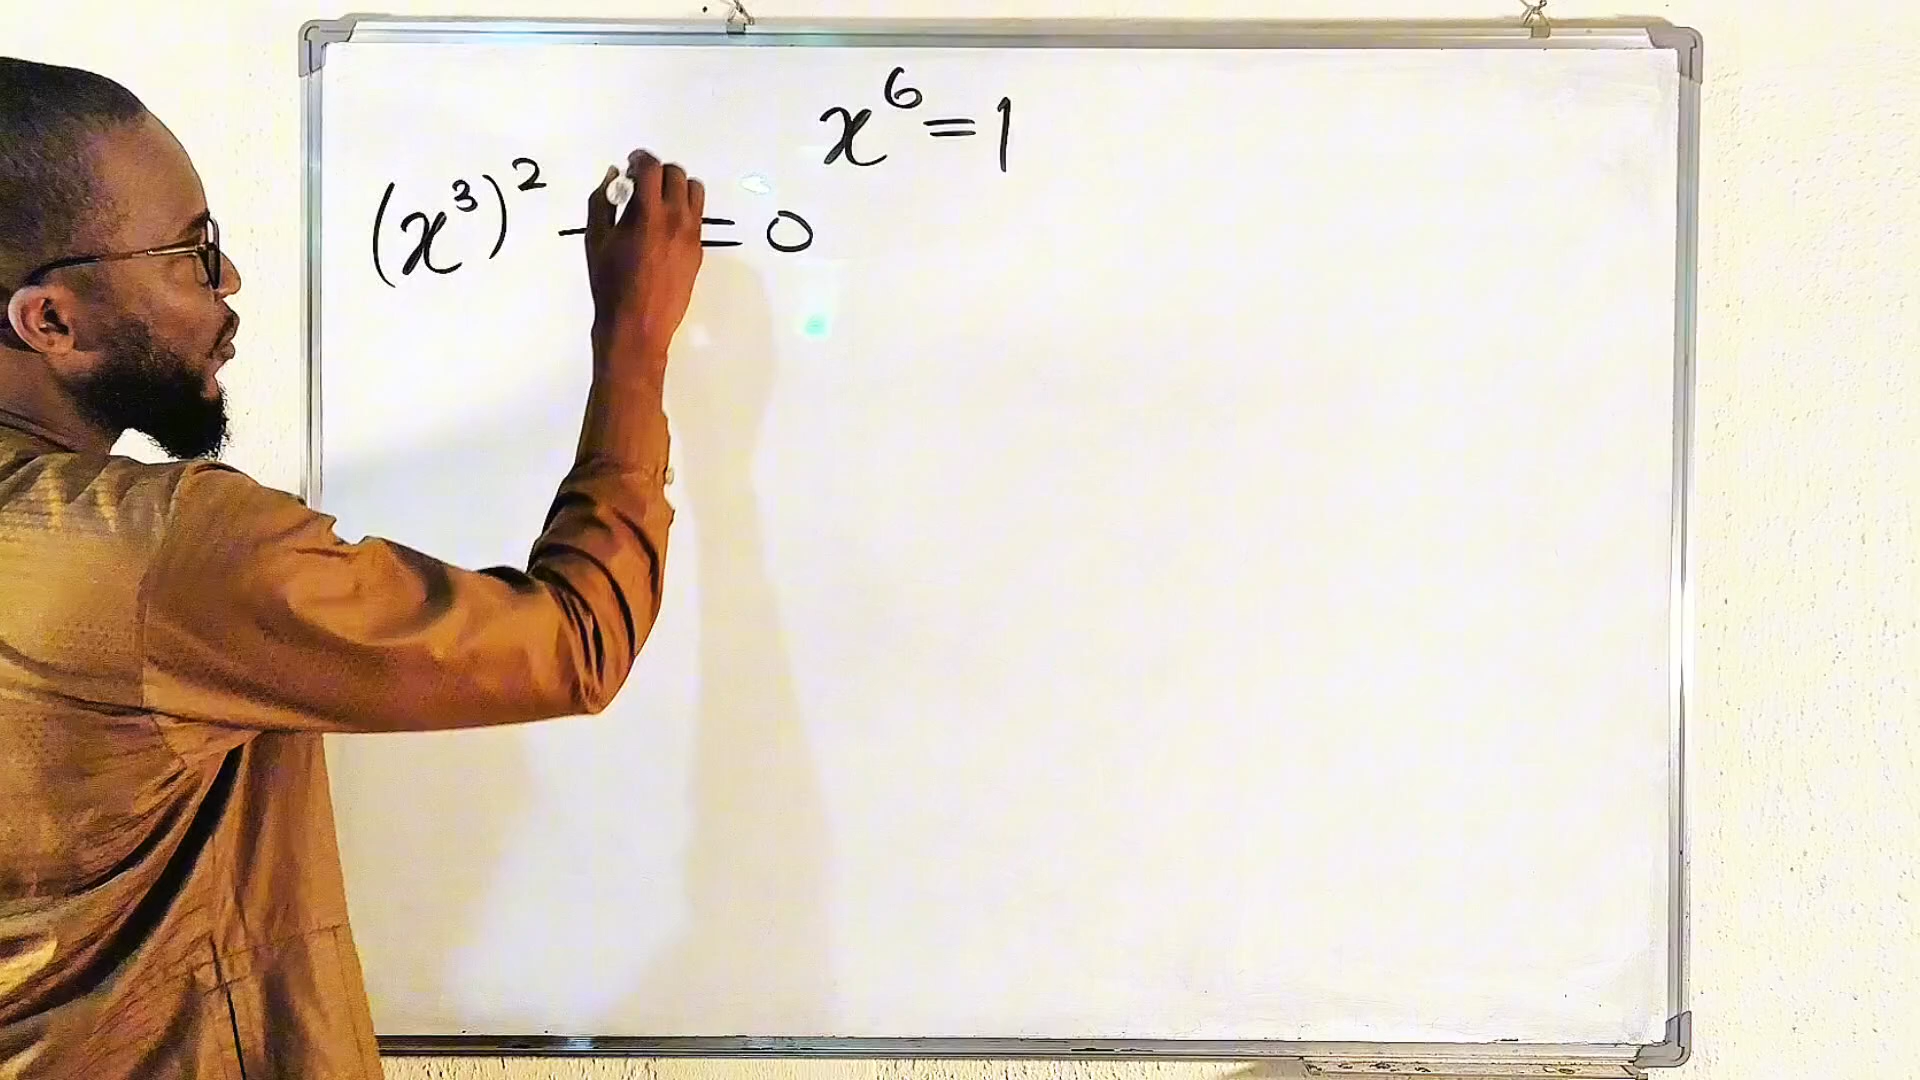 x⁶ = 1
(x³)² - = 0